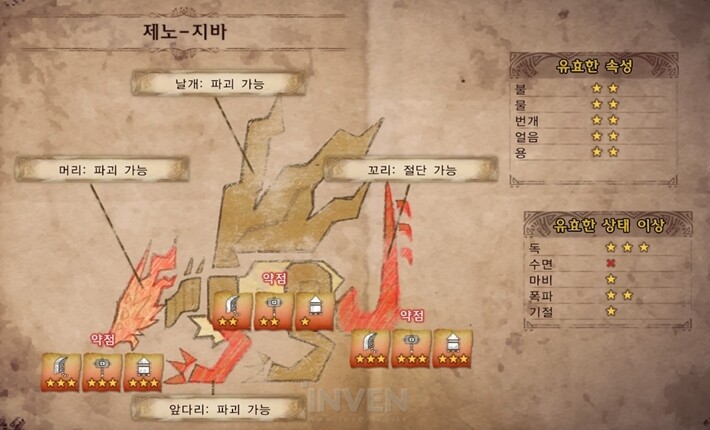 제노-지바
날개: 파괴 가능
머리: 파괴 가능
꼬리: 절단 가능
약점
약점
약점
앞다리: 파괴 가능
유효한 속성
불
물
번개
얼음
용
유효한 상태 이상
독
수면
마비
폭파
기절
iNVEN